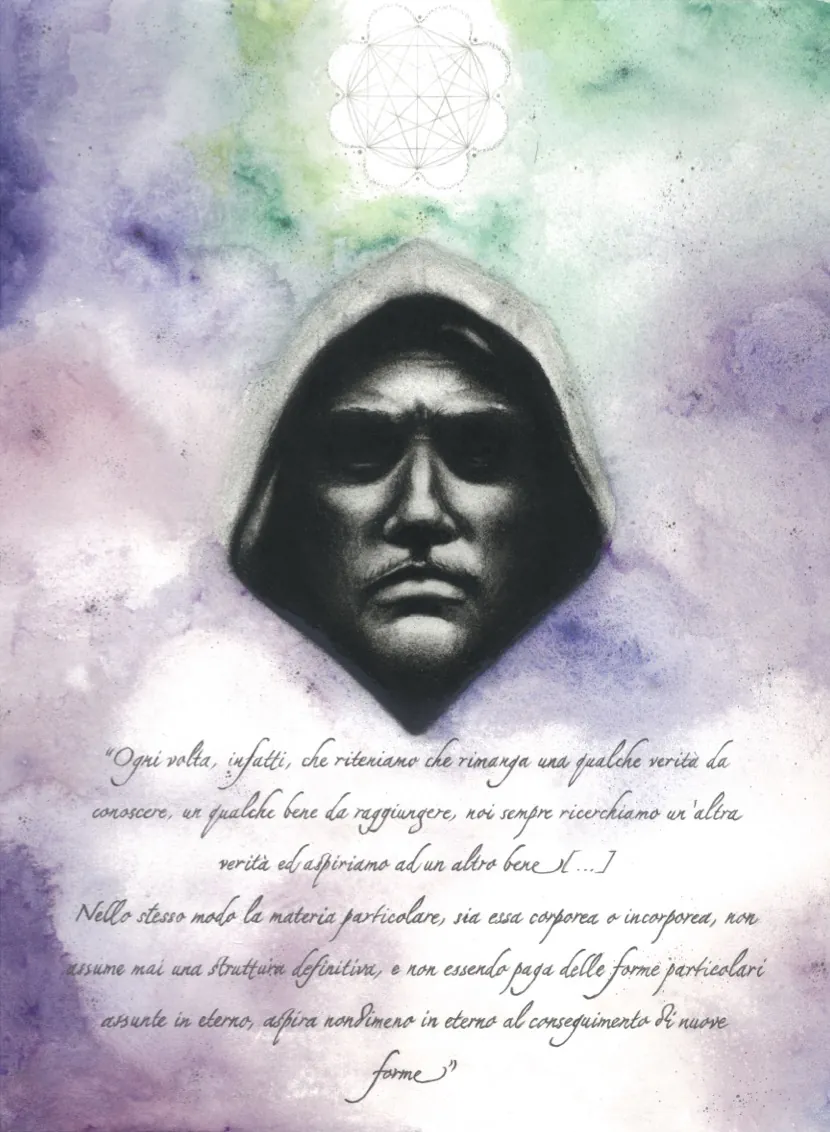 "Ogni volta, infatti, che riteniamo che rimanga una qualche verità da
conoscere, un qualche bene da raggiungere, noi sempre ricerchiamo un'altra
verità ed aspiriamo ad un altro bene [...]
Nello stesso modo la materia particolare, sia essa corporea o incorporea, non
assume mai una struttura definitiva, e non essendo paga delle forme particolari
assunte in eterno, aspira nondimeno in eterno al conseguimento di nuove
forme"